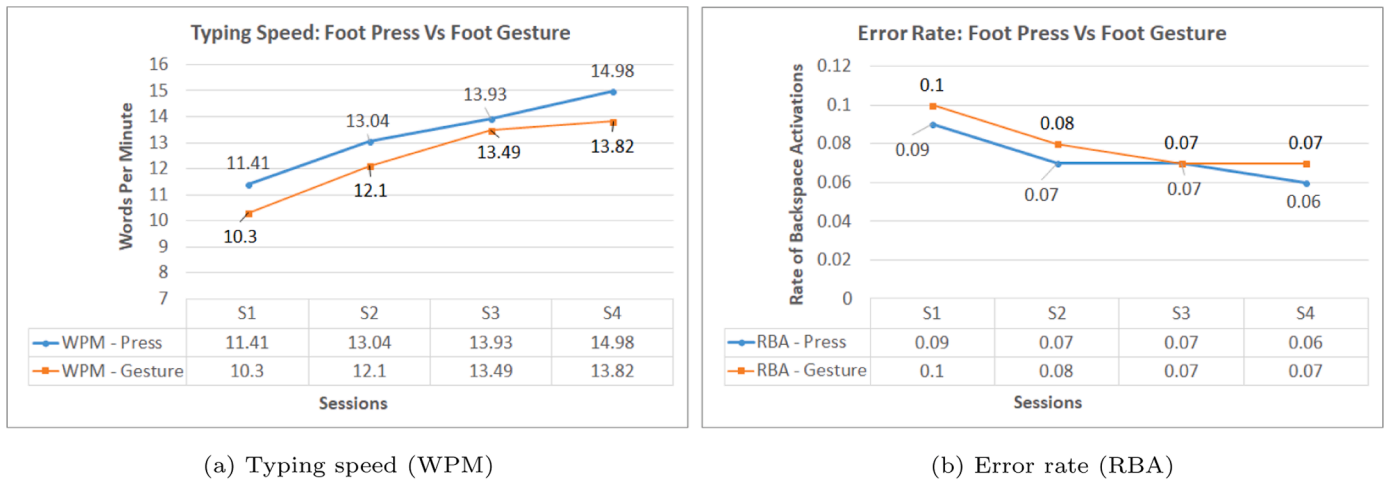 Typing Speed: Foot Press Vs Foot Gesture
Words Per Minute
16
15
14
13
12
11
10
9
8
7
11.41
13.04
13.93
14.98
10.3
12.1
13.49
13.82
S1 S2 S3 S4
WPM - Press 11.41 13.04 13.93 14.98
WPM - Gesture 10.3 12.1 13.49 13.82
Sessions
(a) Typing speed (WPM)
Error Rate: Foot Press Vs Foot Gesture
Rate of Backspace Activations
0.12
0.1
0.08
0.06
0.04
0.02
0
0.1
0.08
0.07
0.07
0.09
0.07
0.07
0.06
S1 S2 S3 S4
RBA - Press 0.09 0.07 0.07 0.06
RBA - Gesture 0.1 0.08 0.07 0.07
Sessions
(b) Error rate (RBA)